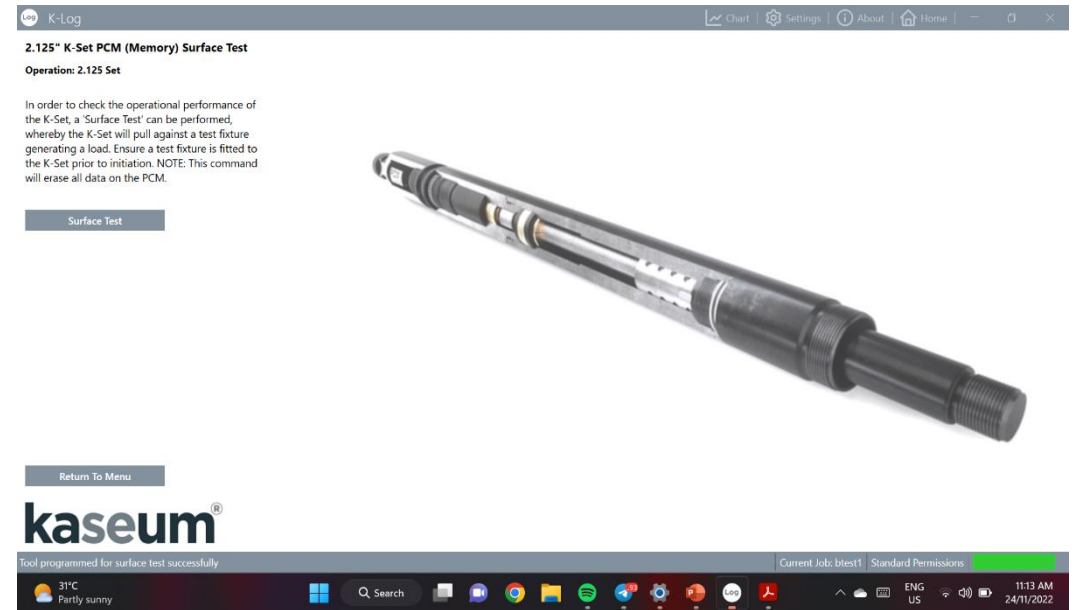 Log K-Log Chart | Settings | About | Home |
2.125" K-Set PCM (Memory) Surface Test
Operation: 2.125 Set
In order to check the operational performance of
the K-Set, a 'Surface Test' can be performed,
whereby the K-Set will pull against a test fixture
generating a load. Ensure a test fixture is fitted to
the K-Set prior to initiation. NOTE: This command
will erase all data on the PCM.
Surface Test
Return To Menu
kaseum®
Tool programmed for surface test successfully Current Job: btest1 Standard Permissions
31°C
Partly sunny
Search
Log
ENG
US
11:13 AM
24/11/2022